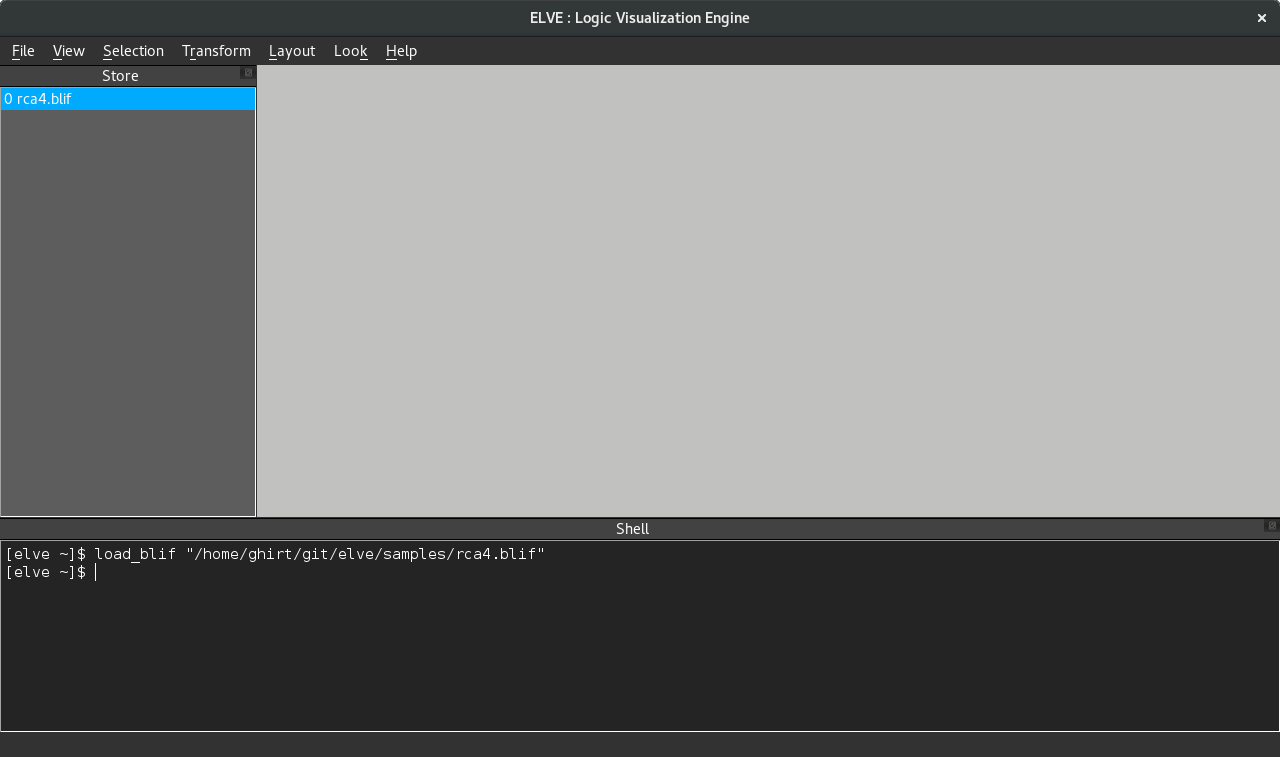 ELVE : Logic Visualization Engine
File View Selection Transform Layout Look Help
Store
0 rca4.blif
Shell
[elve ~]$ load_blif "/home/ghirt/git/elve/samples/rca4.blif"
[elve ~]$